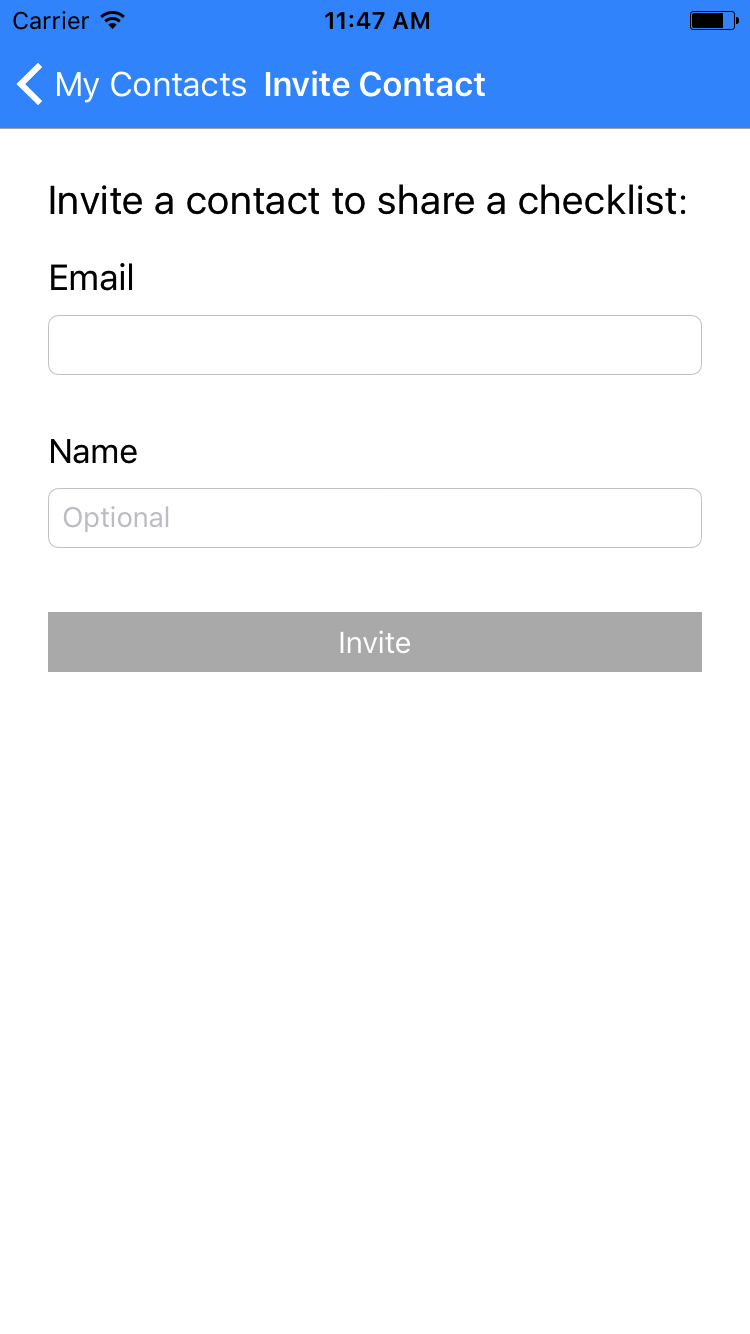 Carrier 11:47 AM
My Contacts Invite Contact
Invite a contact to share a checklist:
Email
Name
Optional
Invite